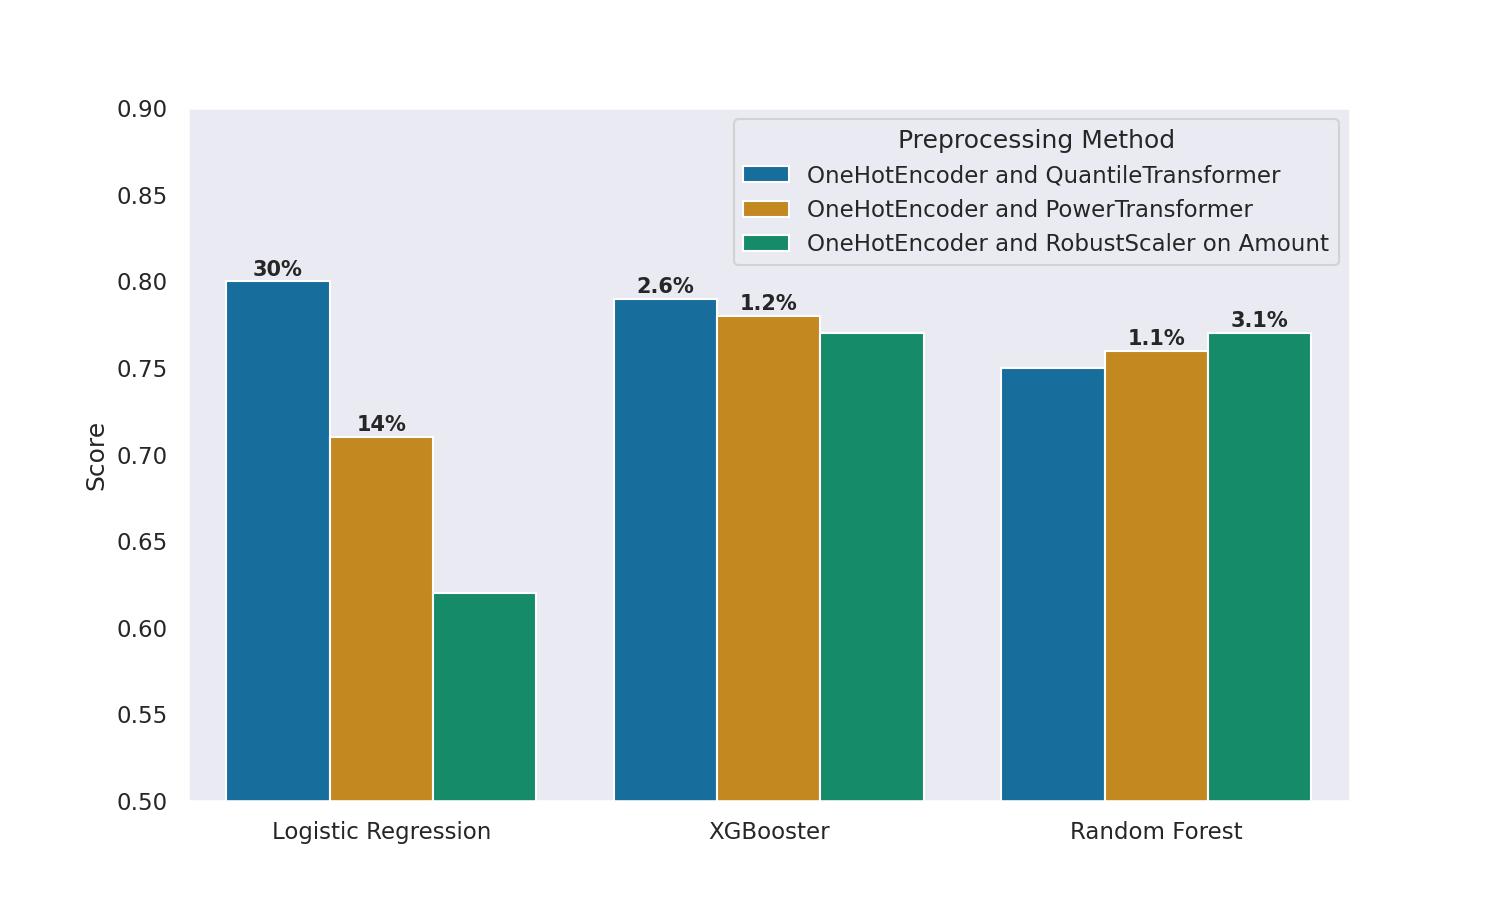 0.90
0.85
0.80
0.75
0.70
0.65
0.60
0.55
0.50
Score
Preprocessing Method
OneHotEncoder and QuantileTransformer
OneHotEncoder and PowerTransformer
OneHotEncoder and RobustScaler on Amount
30%
14%
2.6%
1.2%
1.1%
3.1%
Logistic Regression
XGBooster
Random Forest